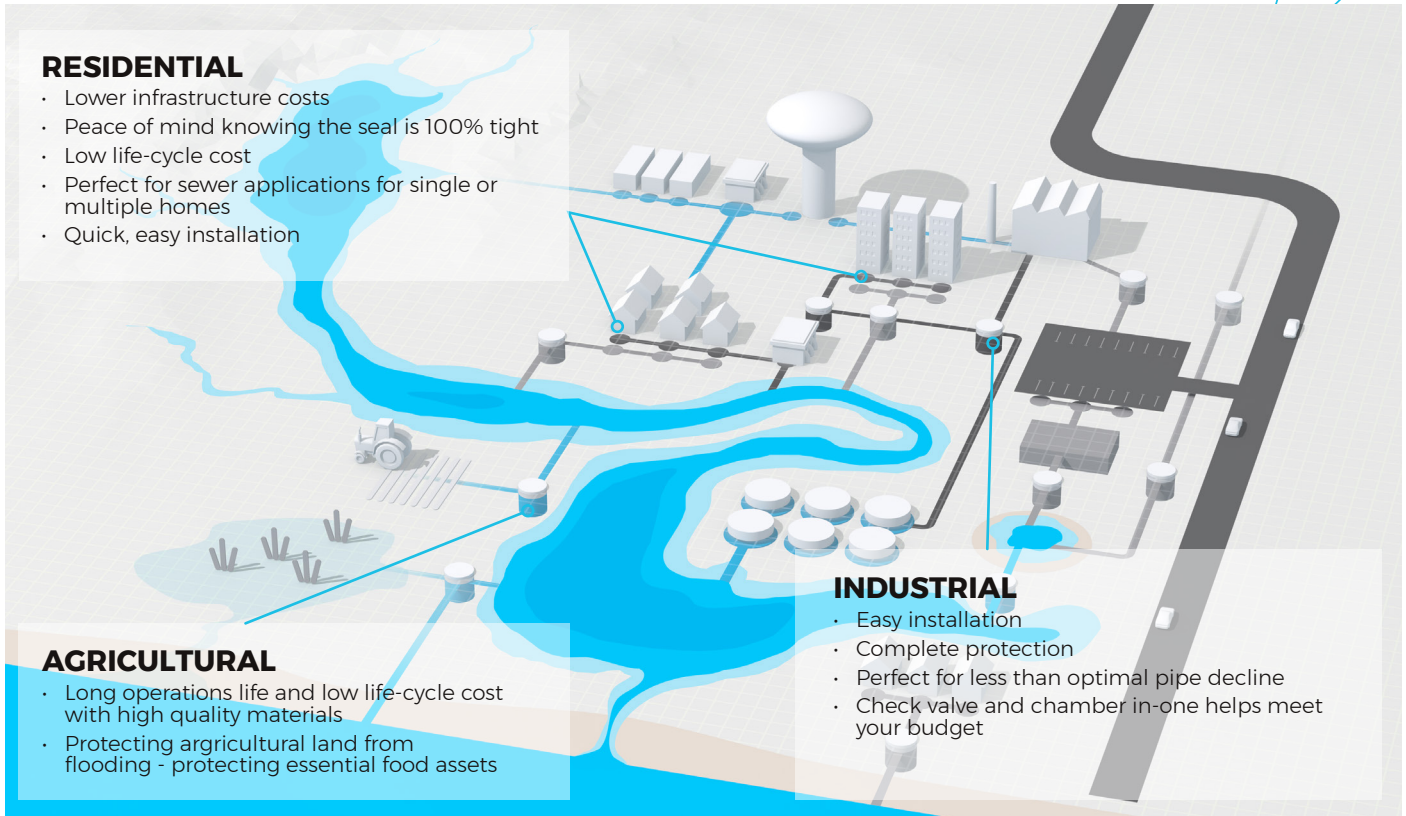 RESIDENTIAL
· Lower infrastructure costs
· Peace of mind knowing the seal is 100% tight
· Low life-cycle cost
· Perfect for sewer applications for single or
multiple homes
· Quick, easy installation
AGRICULTURAL
· Long operations life and low life-cycle cost
with high quality materials
· Protecting argricultural land from
flooding - protecting essential food assets
INDUSTRIAL
· Easy installation
· Complete protection
· Perfect for less than optimal pipe decline
· Check valve and chamber in-one helps meet
your budget